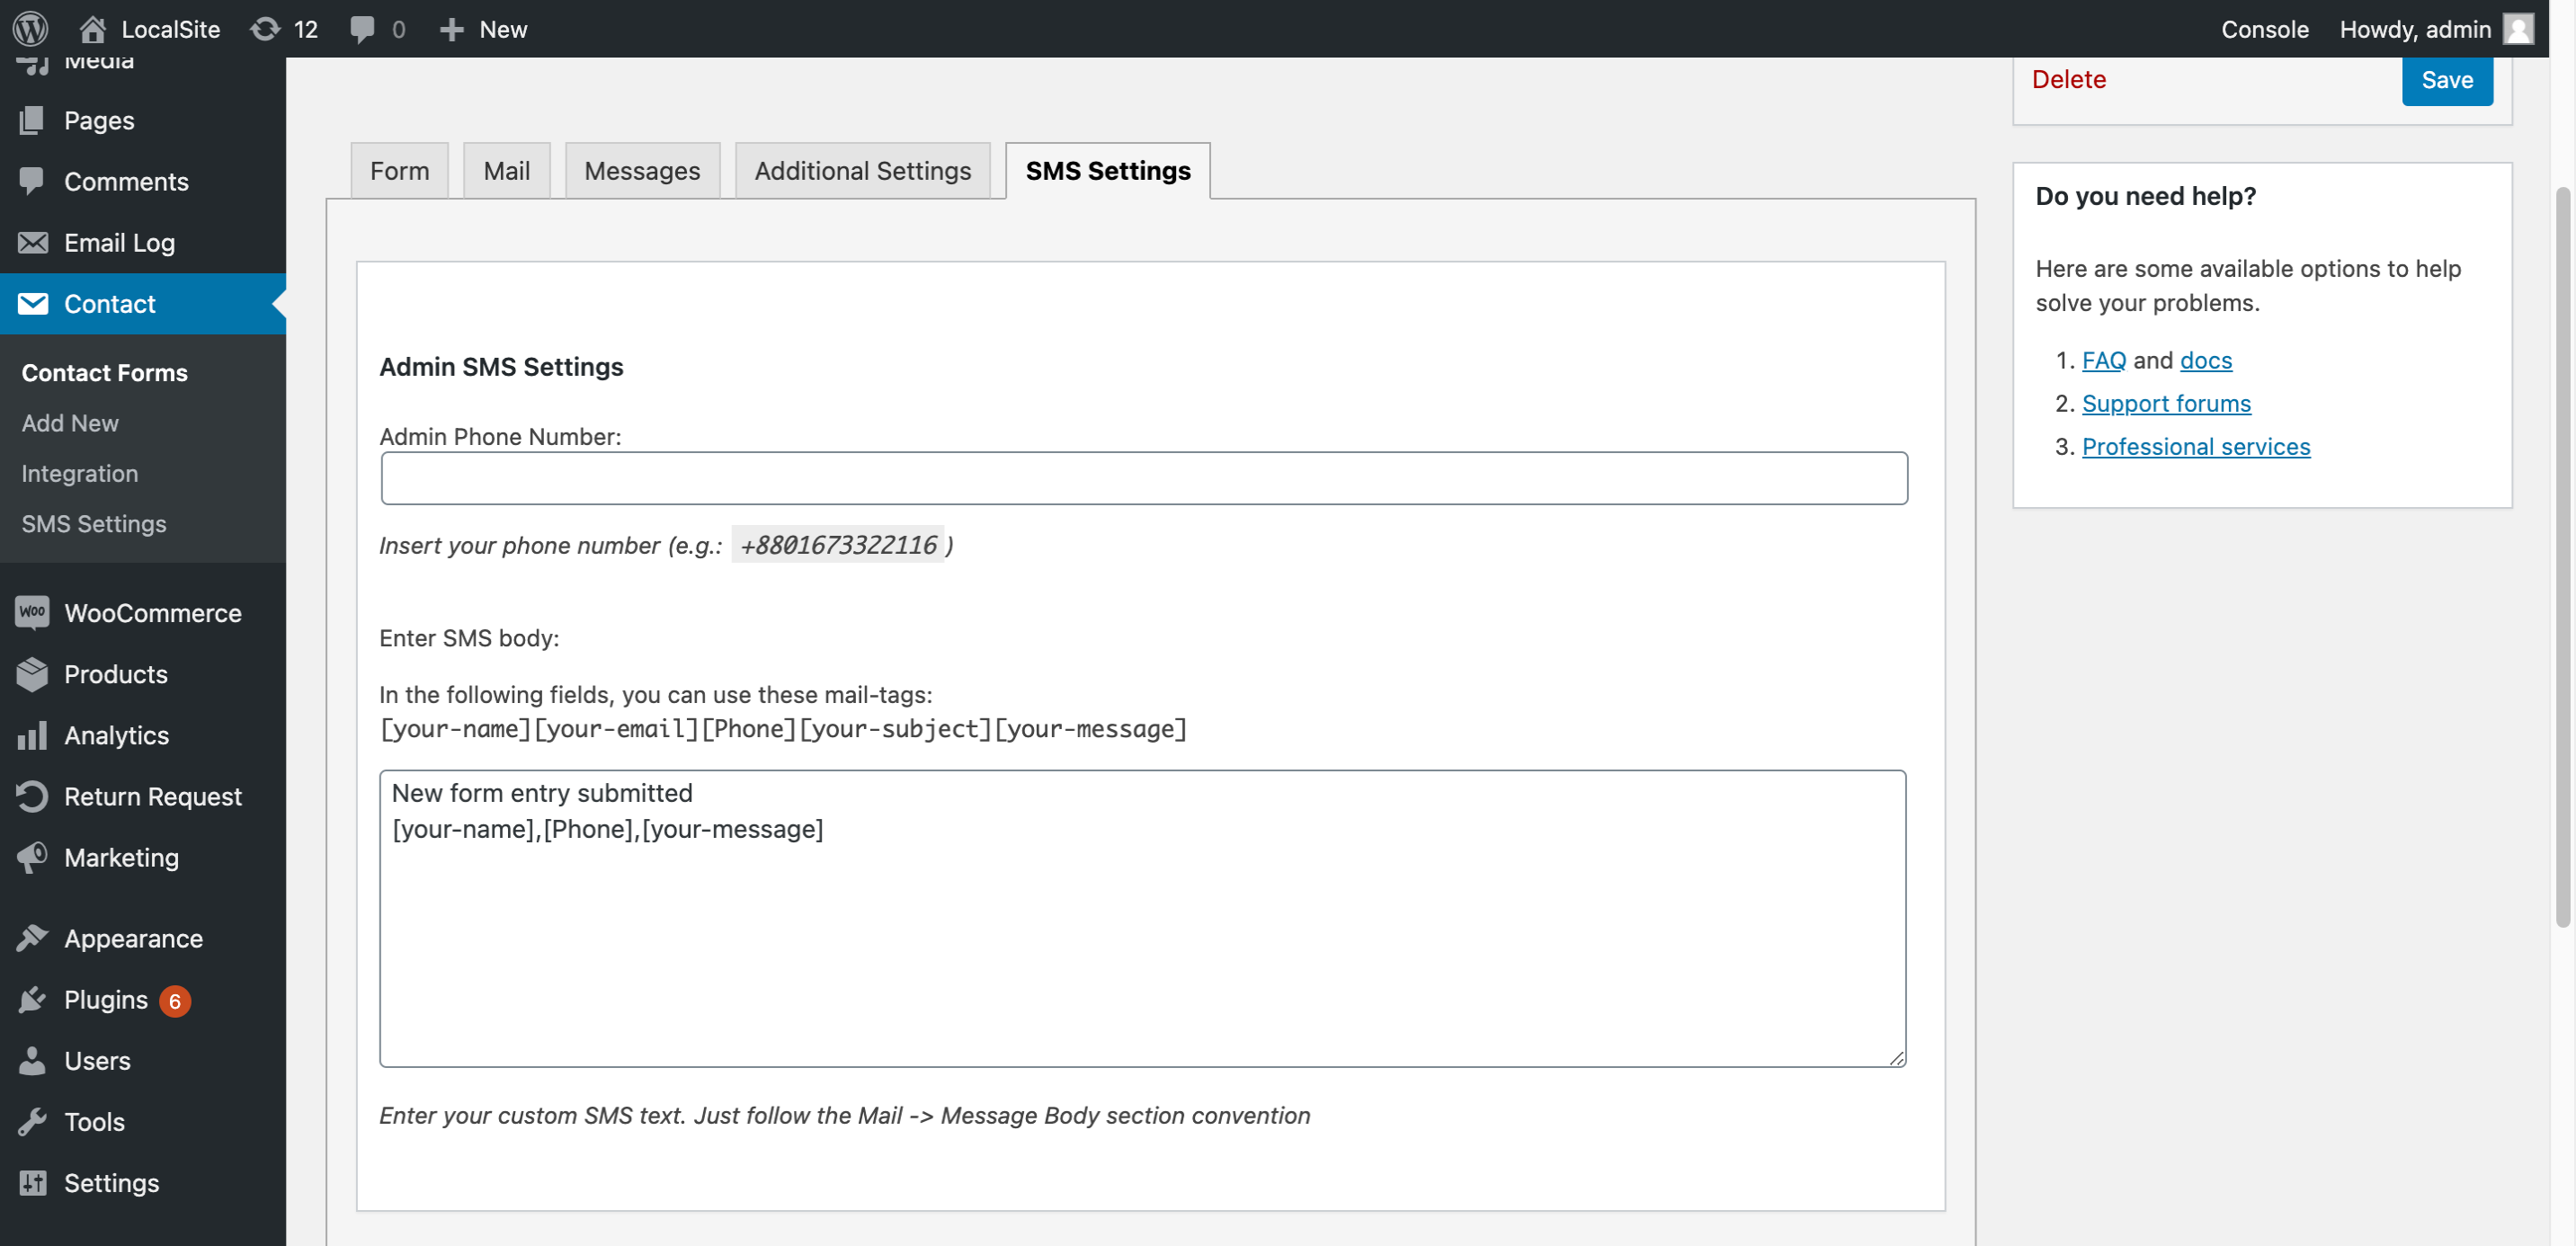 LocalSite 12 0 New Console Howdy, admin
Media
Pages
Comments
Email Log
Contact
Contact Forms
Add New
Integration
SMS Settings
WooCommerce
Products
Analytics
Return Request
Marketing
Appearance
Plugins 6
Users
Tools
Settings
Form Mail Messages Additional Settings SMS Settings
Admin SMS Settings
Admin Phone Number:
Insert your phone number (e.g.: +8801673322116 )
Enter SMS body:
In the following fields, you can use these mail-tags:
[your-name][your-email][Phone][your-subject][your-message]
New form entry submitted
[your-name],[Phone],[your-message]
Enter your custom SMS text. Just follow the Mail -> Message Body section convention
Delete Save
Do you need help?
Here are some available options to help
solve your problems.
1. FAQ and docs
2. Support forums
3. Professional services